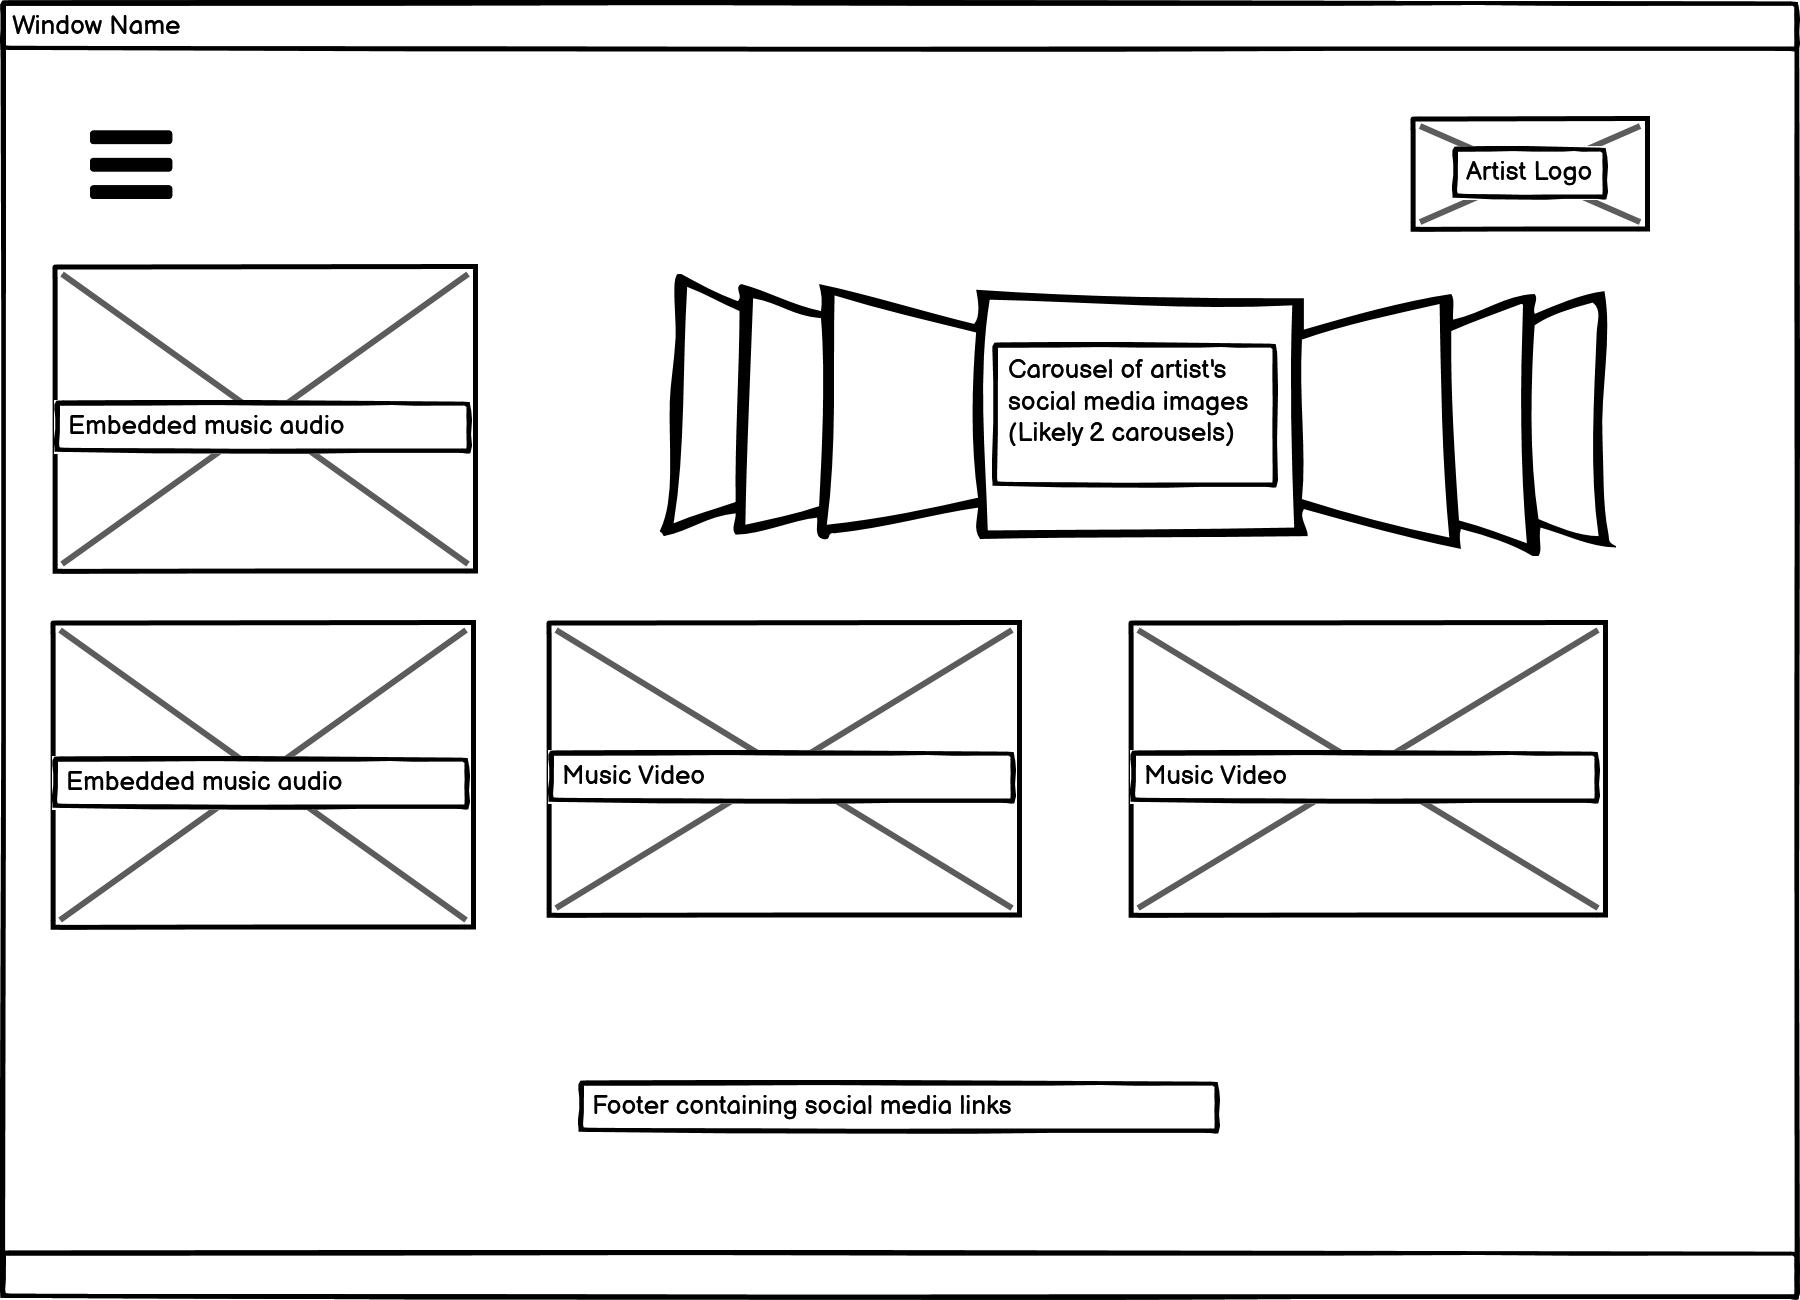 Window Name
Artist Logo
Embedded music audio
Carousel of artist's
social media images
(Likely 2 carousels)
Embedded music audio
Music Video
Music Video
Footer containing social media links